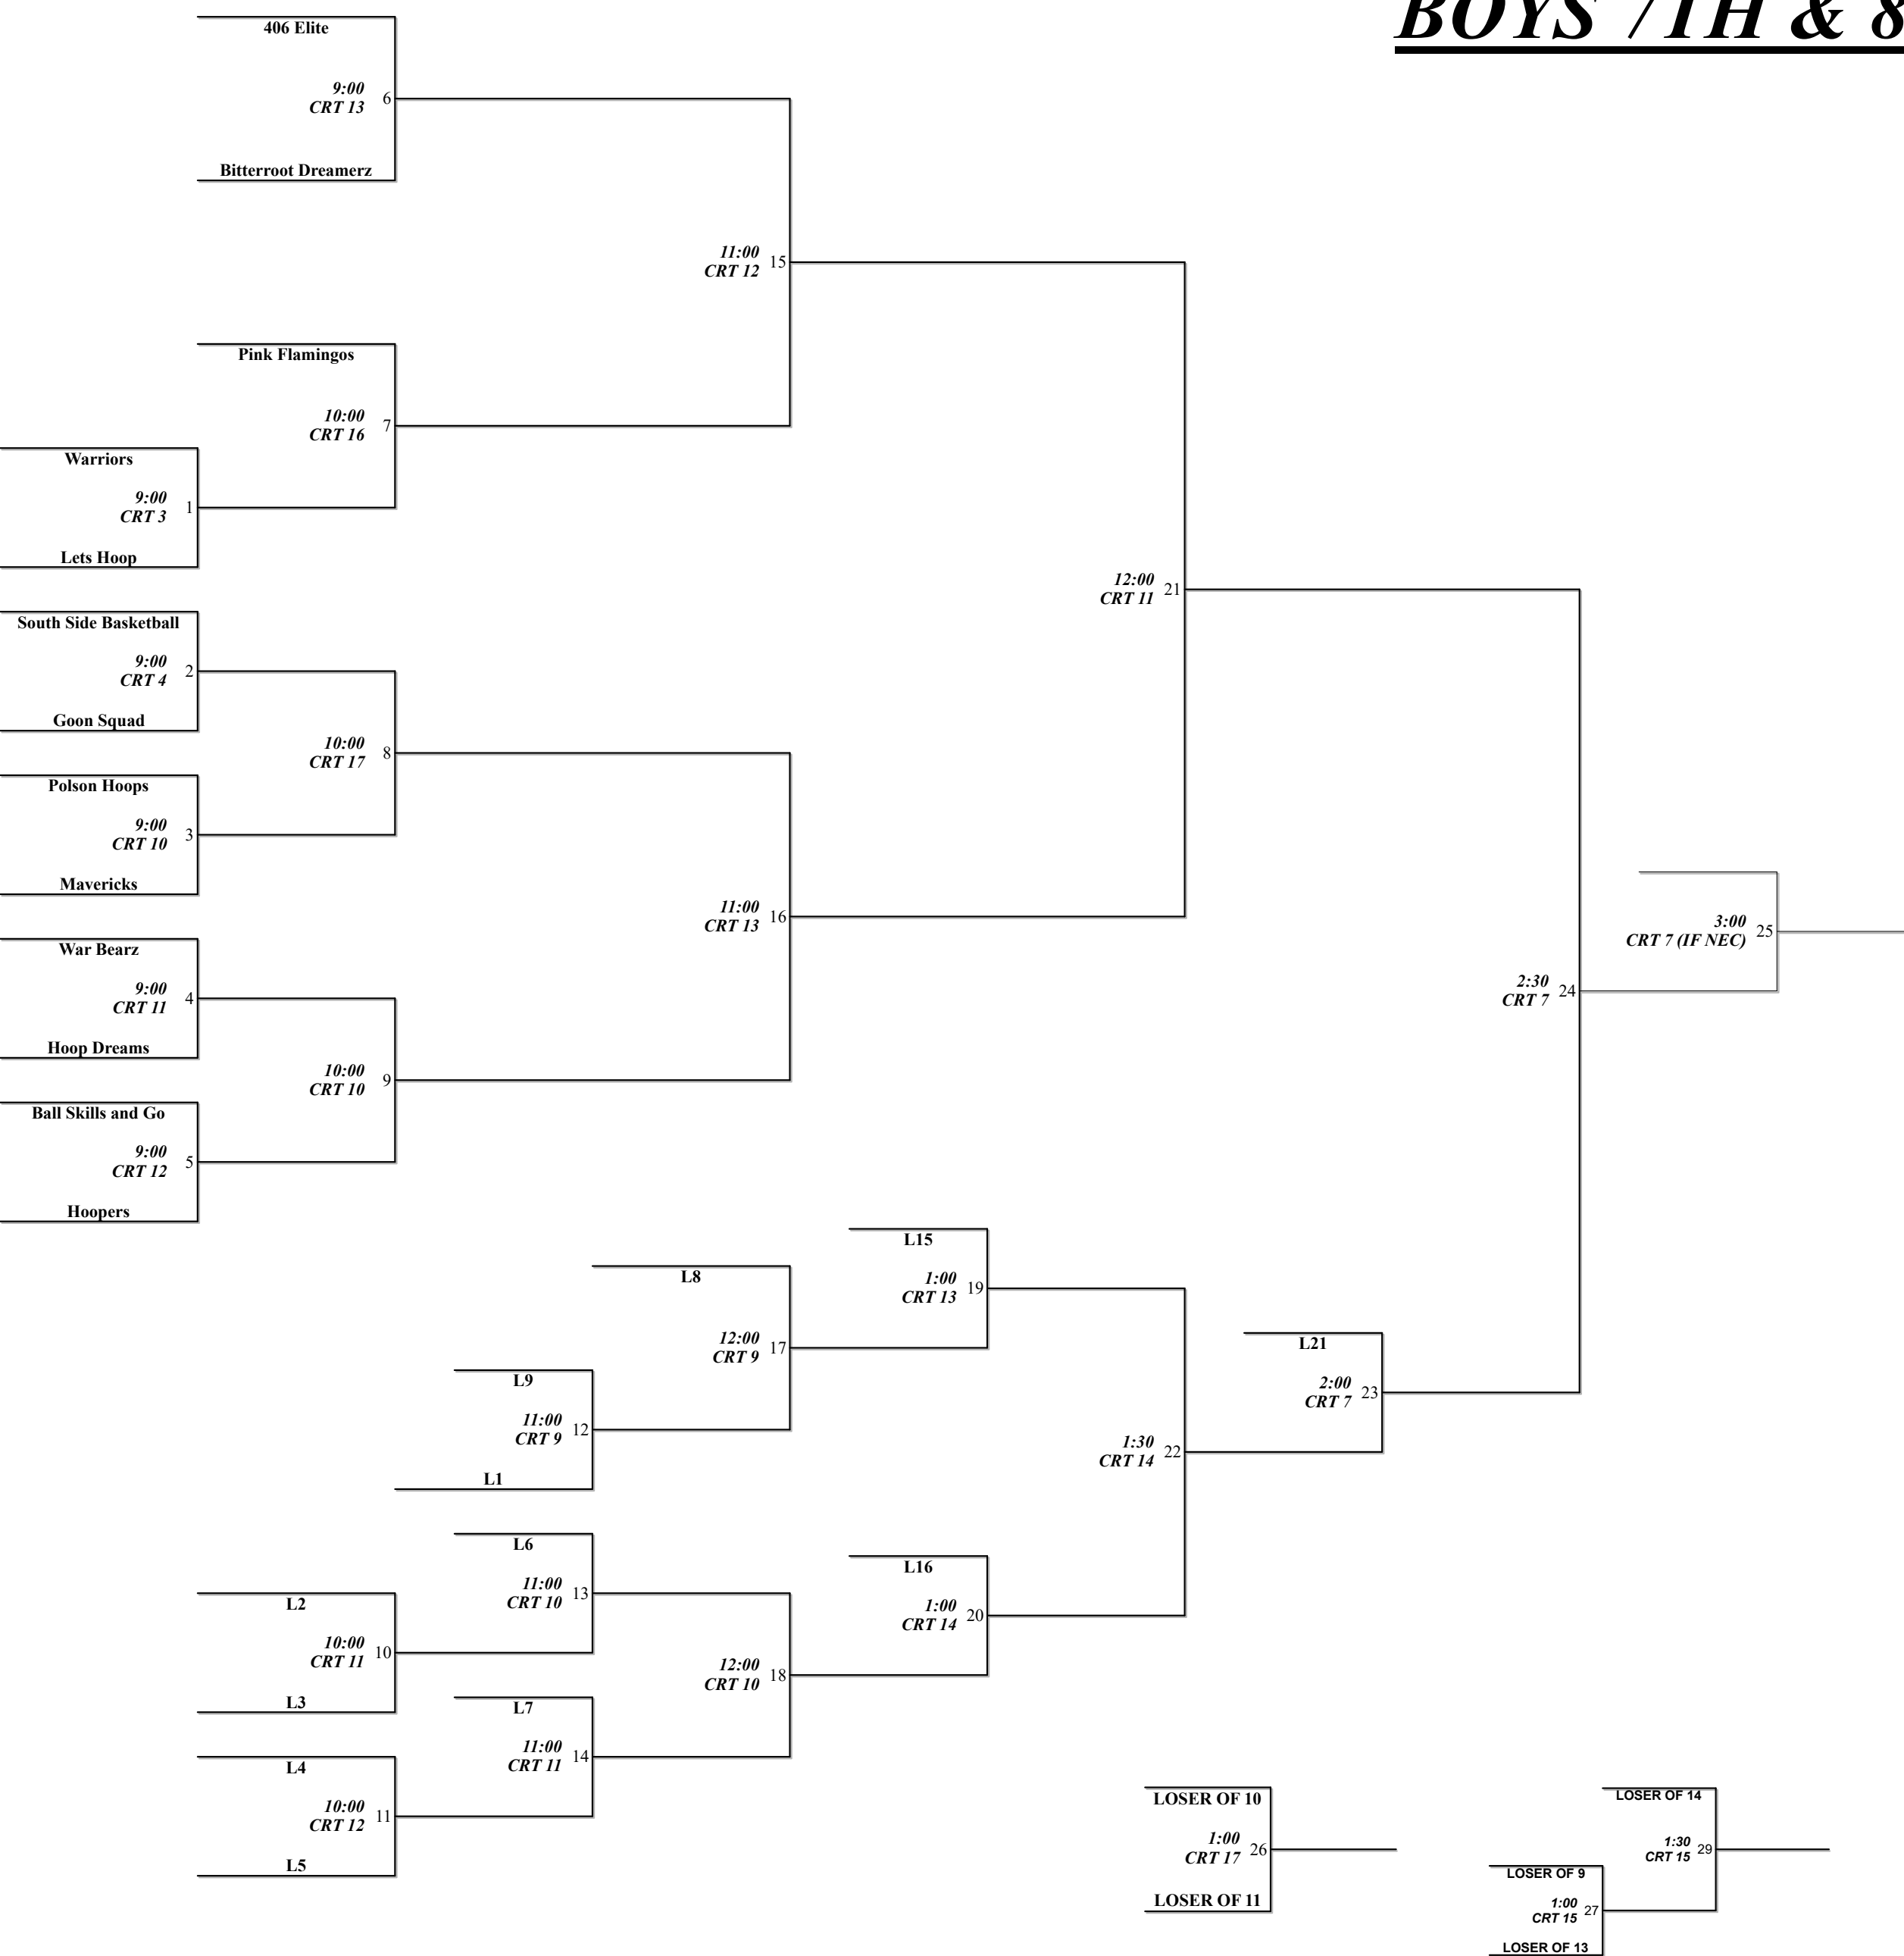 BOYS 7TH & 8
406 Elite
9:00
CRT 13
6
Bitterroot Dreamerz
11:00
CRT 12
15
Pink Flamingos
10:00
CRT 16
7
Warriors
9:00
CRT 3
1
Lets Hoop
12:00
CRT 11
21
South Side Basketball
9:00
CRT 4
2
Goon Squad
10:00
CRT 17
8
Polson Hoops
9:00
CRT 10
3
Mavericks
11:00
CRT 13
16
3:00
CRT 7 (IF NEC)
25
War Bearz
9:00
CRT 11
4
Hoop Dreams
2:30
CRT 7
24
10:00
CRT 10
9
Ball Skills and Go
9:00
CRT 12
5
Hoopers
L15
1:00
CRT 13
19
L8
12:00
CRT 9
17
L21
2:00
CRT 7
23
L9
11:00
CRT 9
12
L1
1:30
CRT 14
22
L6
11:00
CRT 10
13
L16
1:00
CRT 14
20
L2
10:00
CRT 11
10
L3
12:00
CRT 10
18
L7
11:00
CRT 11
14
L4
10:00
CRT 12
11
L5
LOSER OF 10
1:00
CRT 17
26
LOSER OF 11
LOSER OF 14
1:30
CRT 15
29
LOSER OF 9
1:00
CRT 15
27
LOSER OF 13